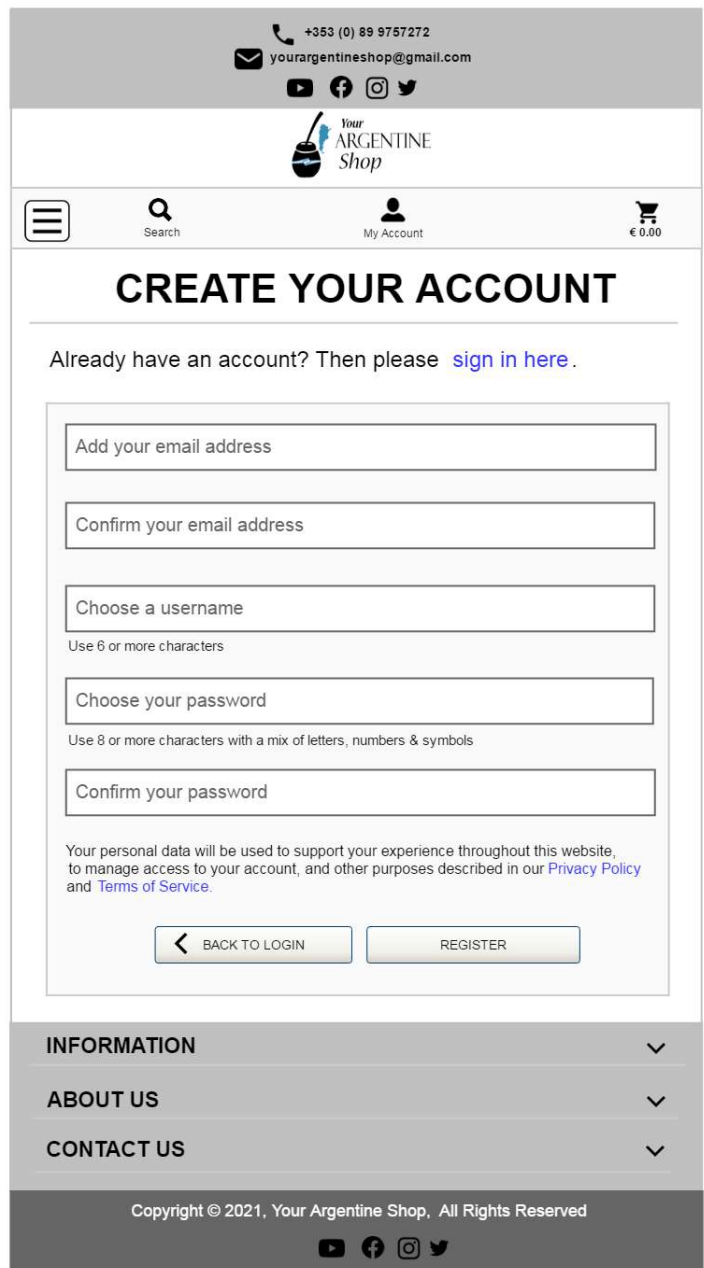 +353 (0) 89 9757272
yourargentineshop@gmail.com
Your
ARGENTINE
Shop
Search
My Account
€ 0.00
CREATE YOUR ACCOUNT
Already have an account? Then please sign in here.
Add your email address
Confirm your email address
Choose a username
Use 6 or more characters
Choose your password
Use 8 or more characters with a mix of letters, numbers & symbols
Confirm your password
Your personal data will be used to support your experience throughout this website,
to manage access to your account, and other purposes described in our Privacy Policy
and Terms of Service.
BACK TO LOGIN
REGISTER
INFORMATION
ABOUT US
CONTACT US
Copyright © 2021, Your Argentine Shop, All Rights Reserved